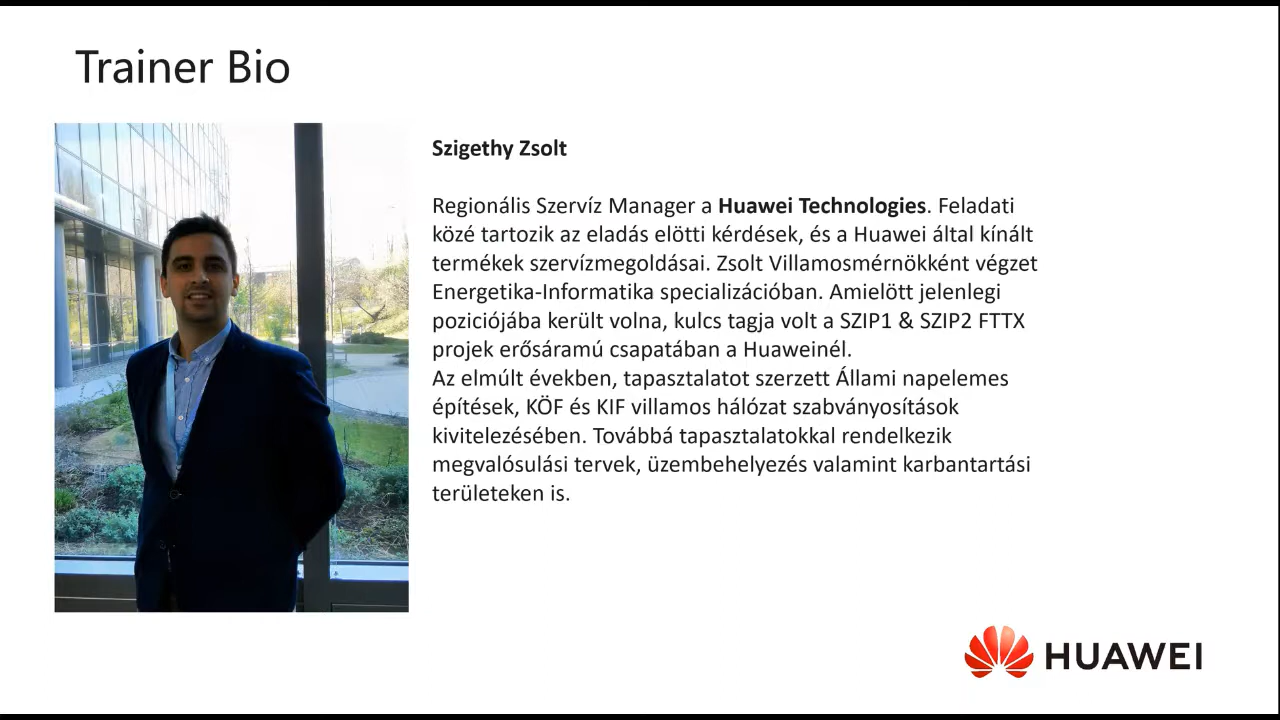 Trainer Bio
Szigethy Zsolt
Regionális Szervíz Manager a Huawei Technologies. Feladati
közé tartozik az eladás elötti kérdések, és a Huawei által kínált
termékek szervízmegoldásai. Zsolt Villamosmérnökként végzet
Energetika-Informatika specializációban. Amielött jelenlegi
poziciójába került volna, kulcs tagja volt a SZIP1 & SZIP2 FTTX
projek erősáramú csapatában a Huaweinél.
Az elmúlt években, tapasztalatot szerzett Állami napelemes
építések, KÖF és KIF villamos hálózat szabványosítások
kivitelezésében. Továbbá tapasztalatokkal rendelkezik
megvalósulási tervek, üzembehelyezés valamint karbantartási
területeken is.
HUAWEI